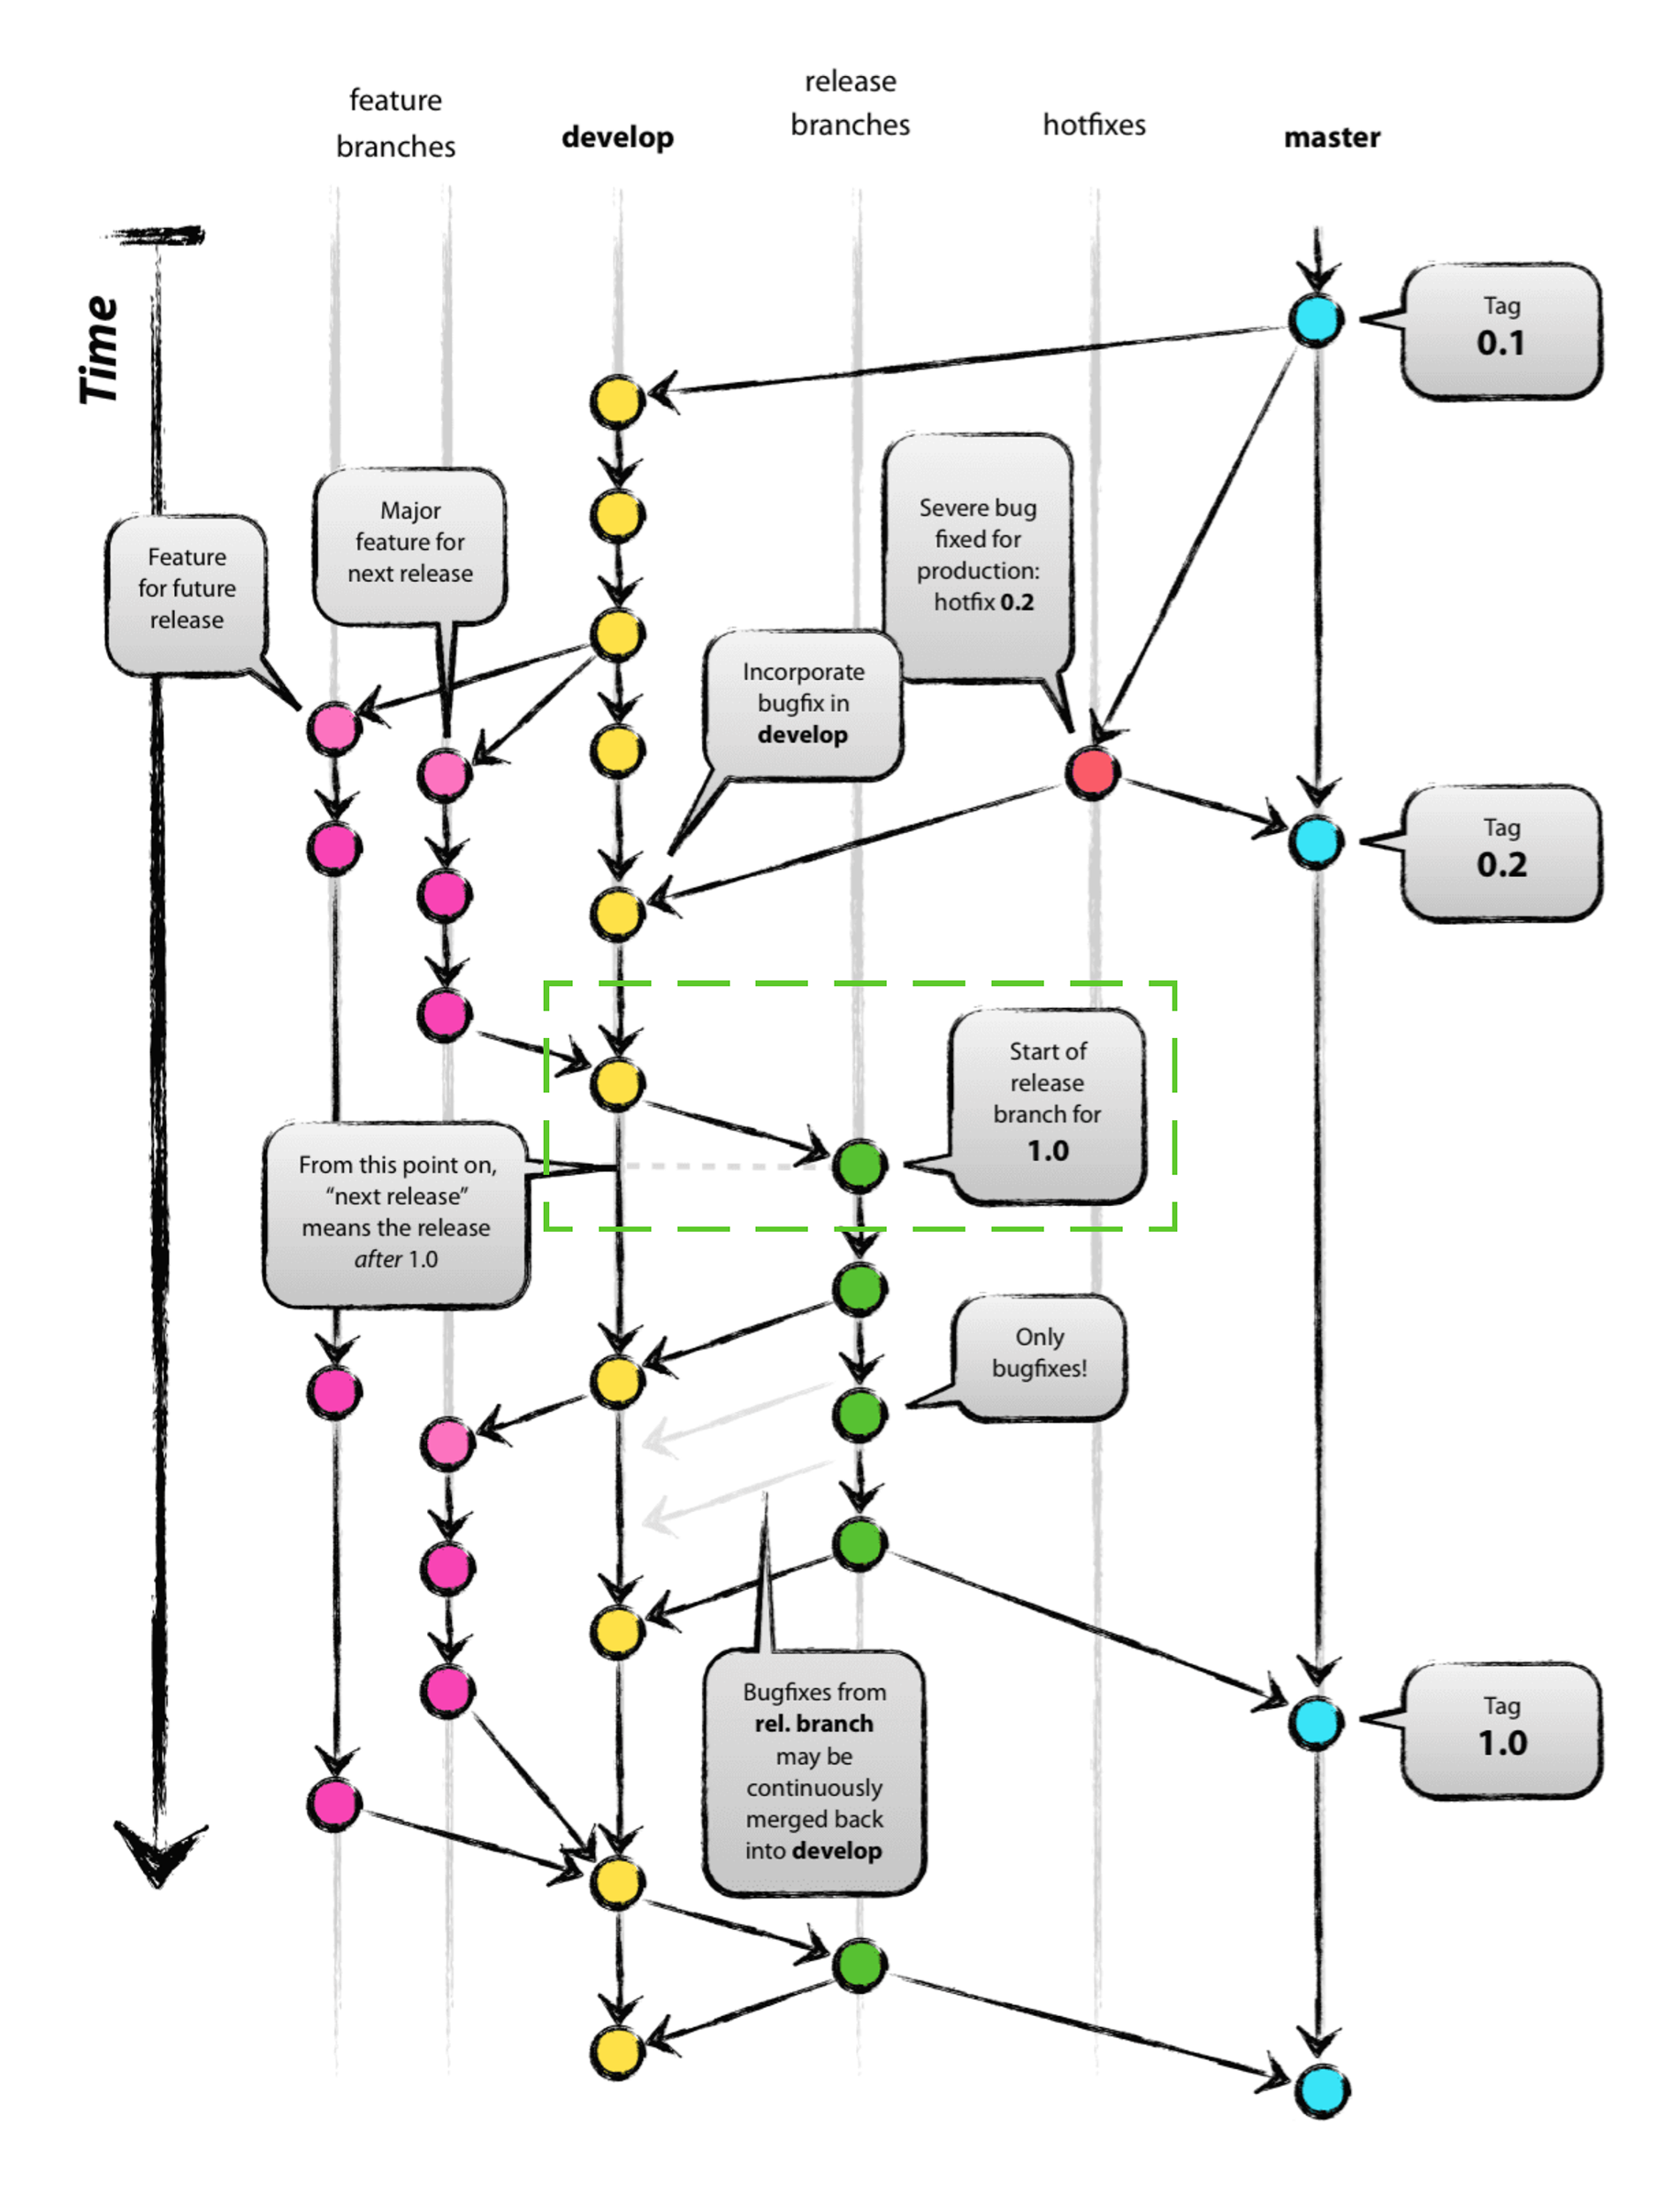 feature
branches
develop
release
branches
hotfixes
master
Time
Tag
0.1
Feature
for future
release
Major
feature for
next release
Severe bug
fixed for
production:
hotfix 0.2
Incorporate
bugfix in
develop
Tag
0.2
Start of
release
branch for
1.0
From this point on,
“next release”
means the release
after 1.0
Only
bugfixes!
Bugfixes from
rel. branch
may be
continuously
merged back
into develop
Tag
1.0